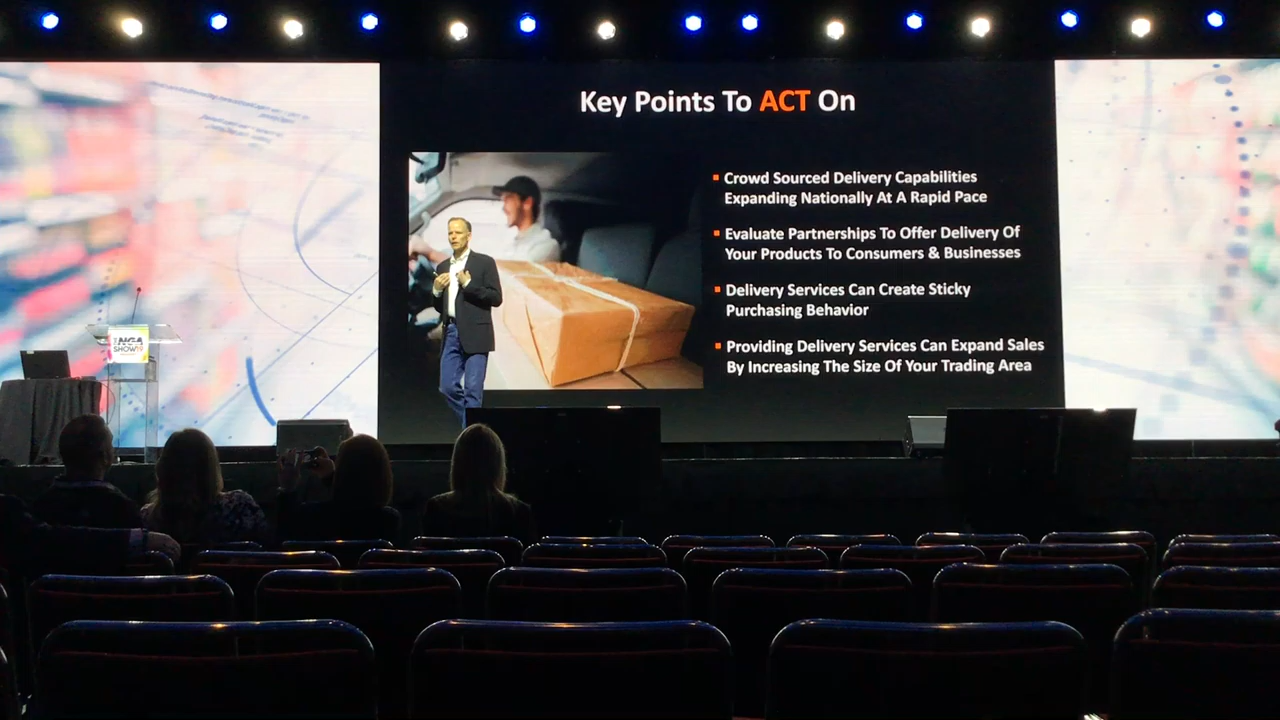 Key Points To ACT On
Crowd Sourced Delivery Capabilities
Expanding Nationally At A Rapid Pace
Evaluate Partnerships To Offer Delivery Of
Your Products To Consumers & Businesses
Delivery Services Can Create Sticky
Purchasing Behavior
Providing Delivery Services Can Expand Sales
By Increasing The Size Of Your Trading Area
NGA
SHOW19